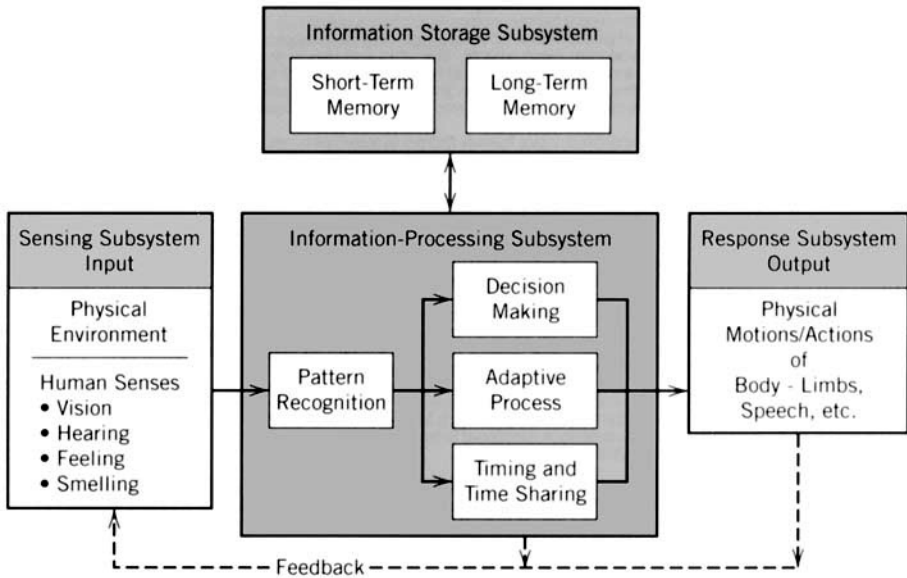 Information Storage Subsystem
Short-Term
Memory
Long-Term
Memory
Sensing Subsystem
Input
Physical
Environment
Human Senses
• Vision
• Hearing
• Feeling
• Smelling
Information-Processing Subsystem
Pattern
Recognition
Decision
Making
Adaptive
Process
Timing and
Time Sharing
Response Subsystem
Output
Physical
Motions/Actions
of
Body - Limbs,
Speech, etc.
Feedback